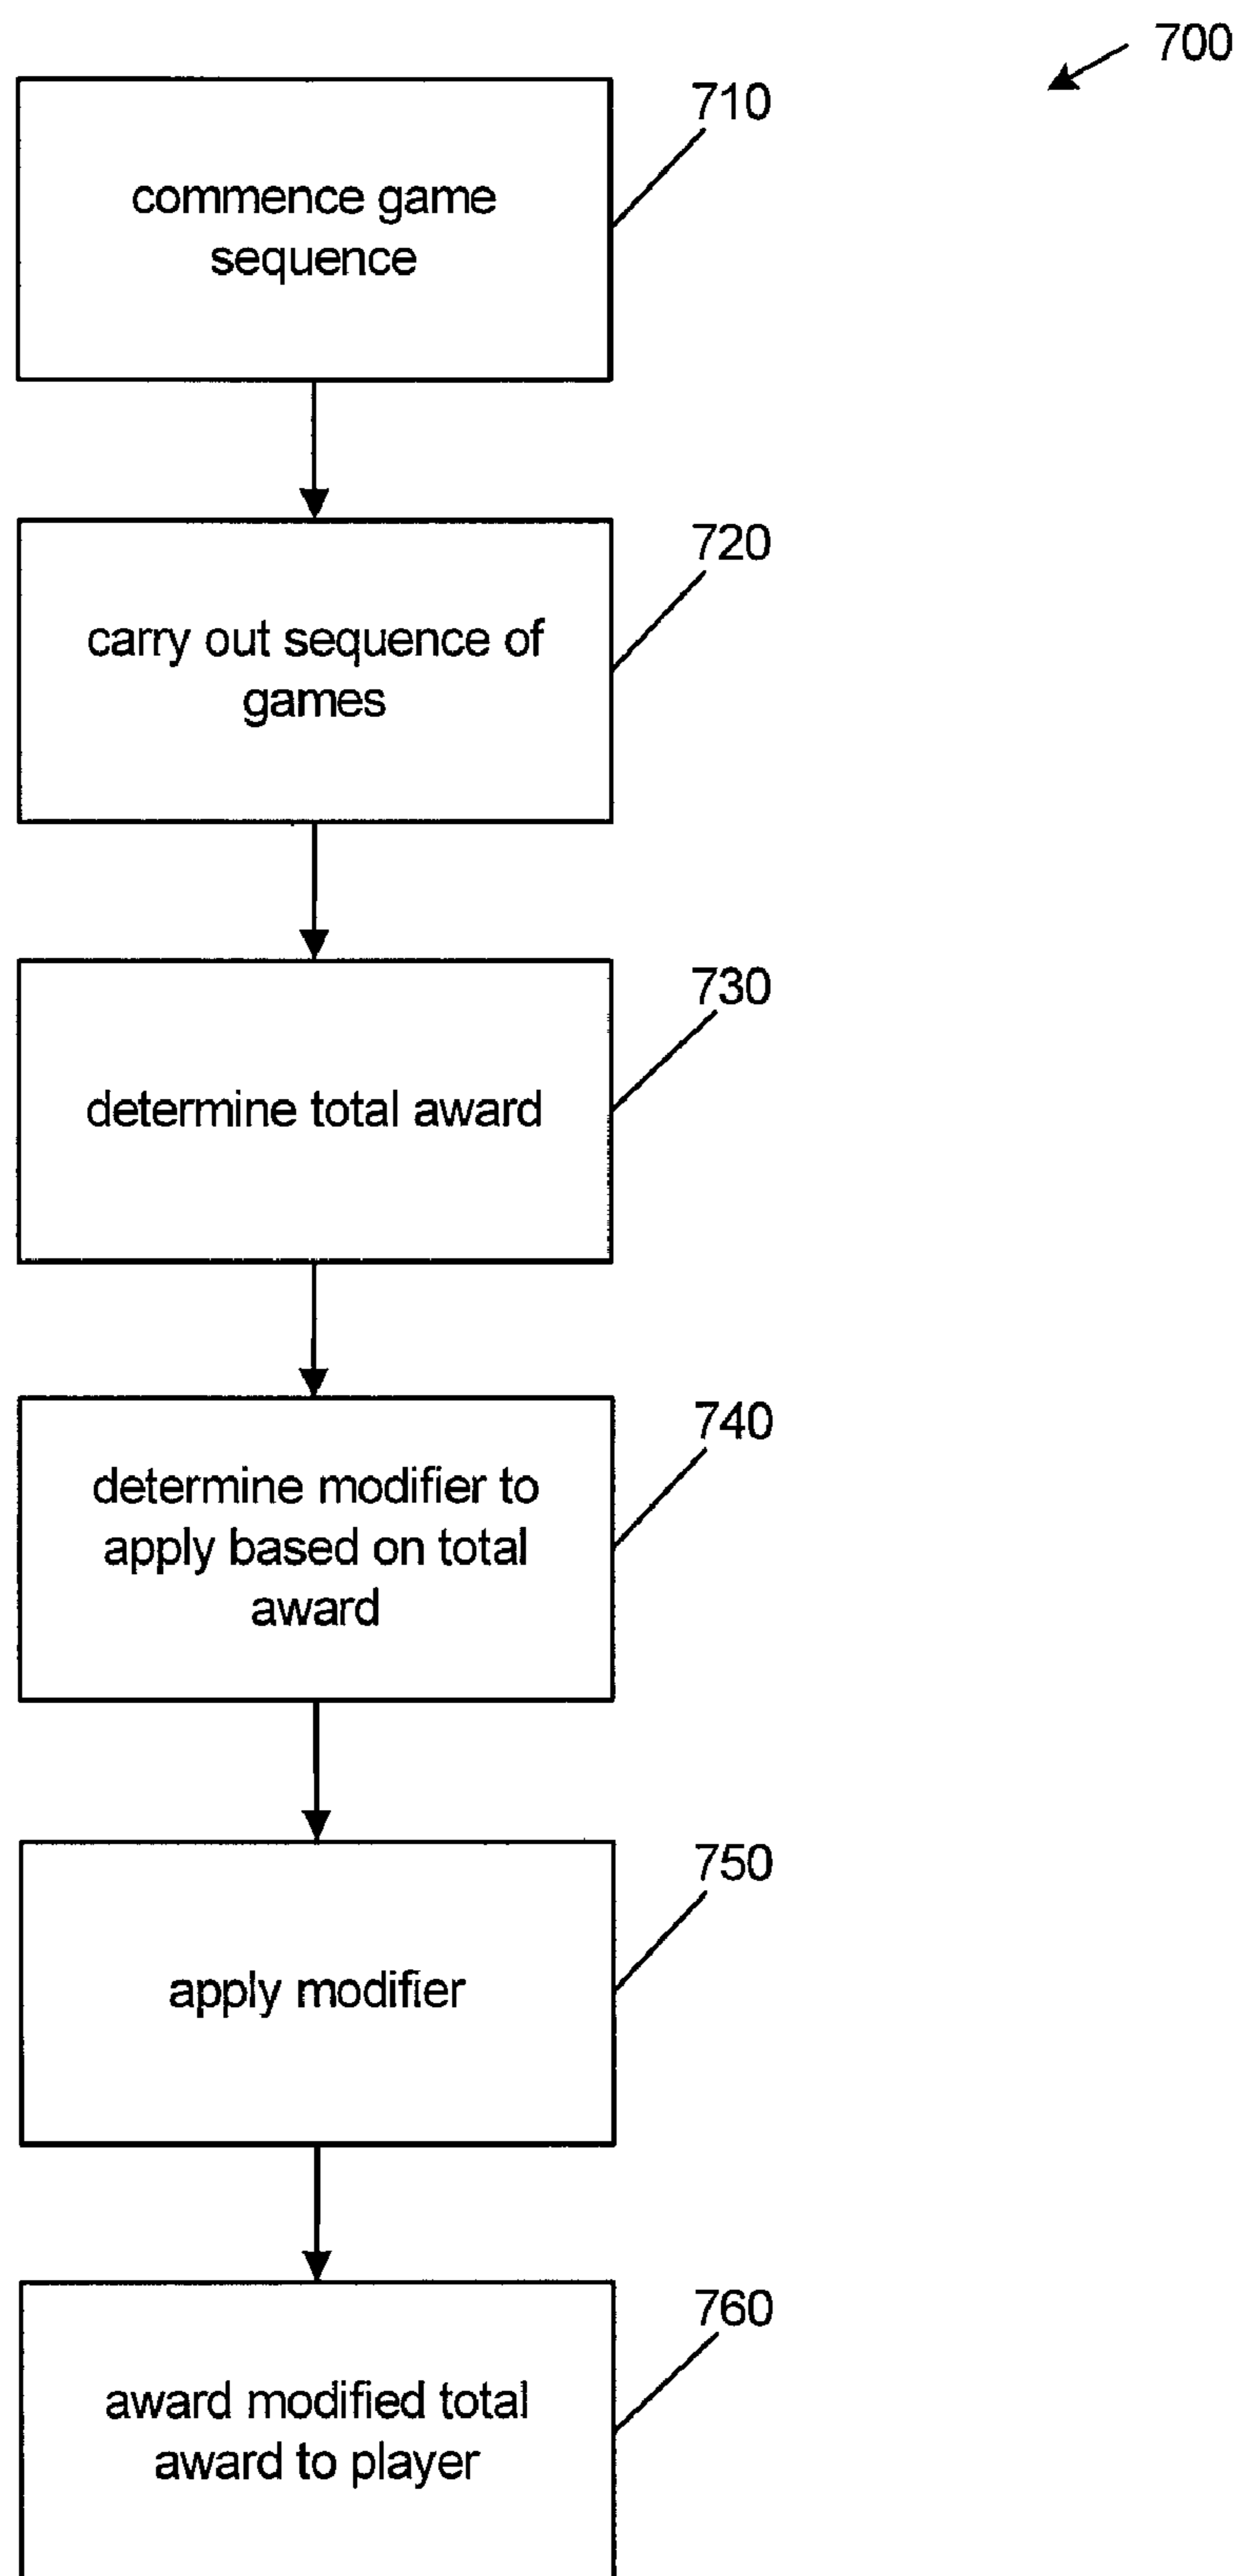 700
710
commence game
sequence
720
carry out sequence of
games
730
determine total award
740
determine modifier to
apply based on total
award
750
apply modifier
760
award modified total
award to player